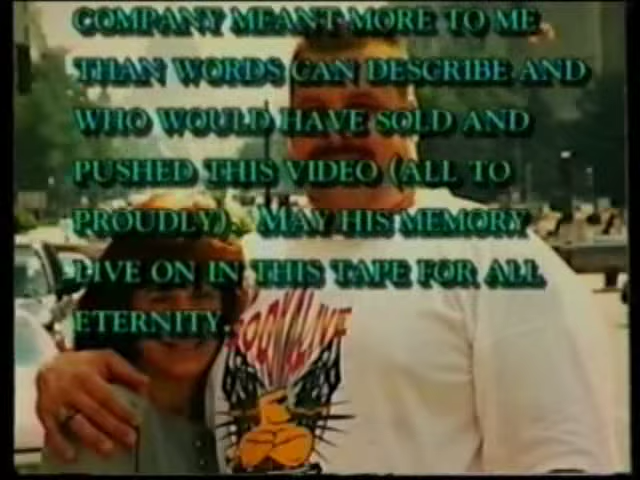 COMPANY MEANT MORE TO ME
THAN WORDS CAN DESCRIBE AND
WHO WOULD HAVE SOLD AND
PUSHED THIS VIDEO (ALL TO
PROUDLY). MAY HIS MEMORY
LIVE ON IN THIS TAPE FOR ALL
ETERNITY.